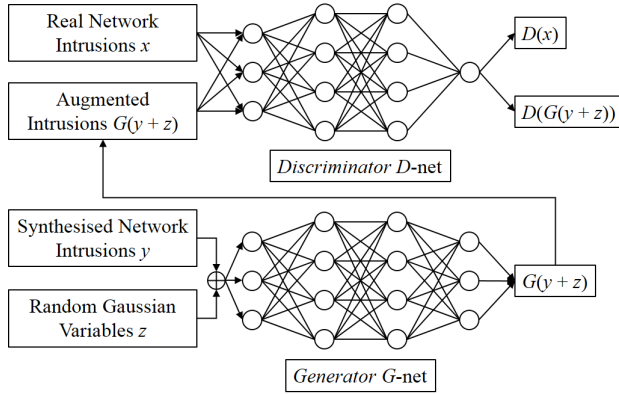 Real Network
Intrusions x
Augmented
Intrusions G(y + z)
D(x)
D(G(y + z))
Discriminator D-net
Synthesised Network
Intrusions y
Random Gaussian
Variables z
G(y + z)
Generator G-net